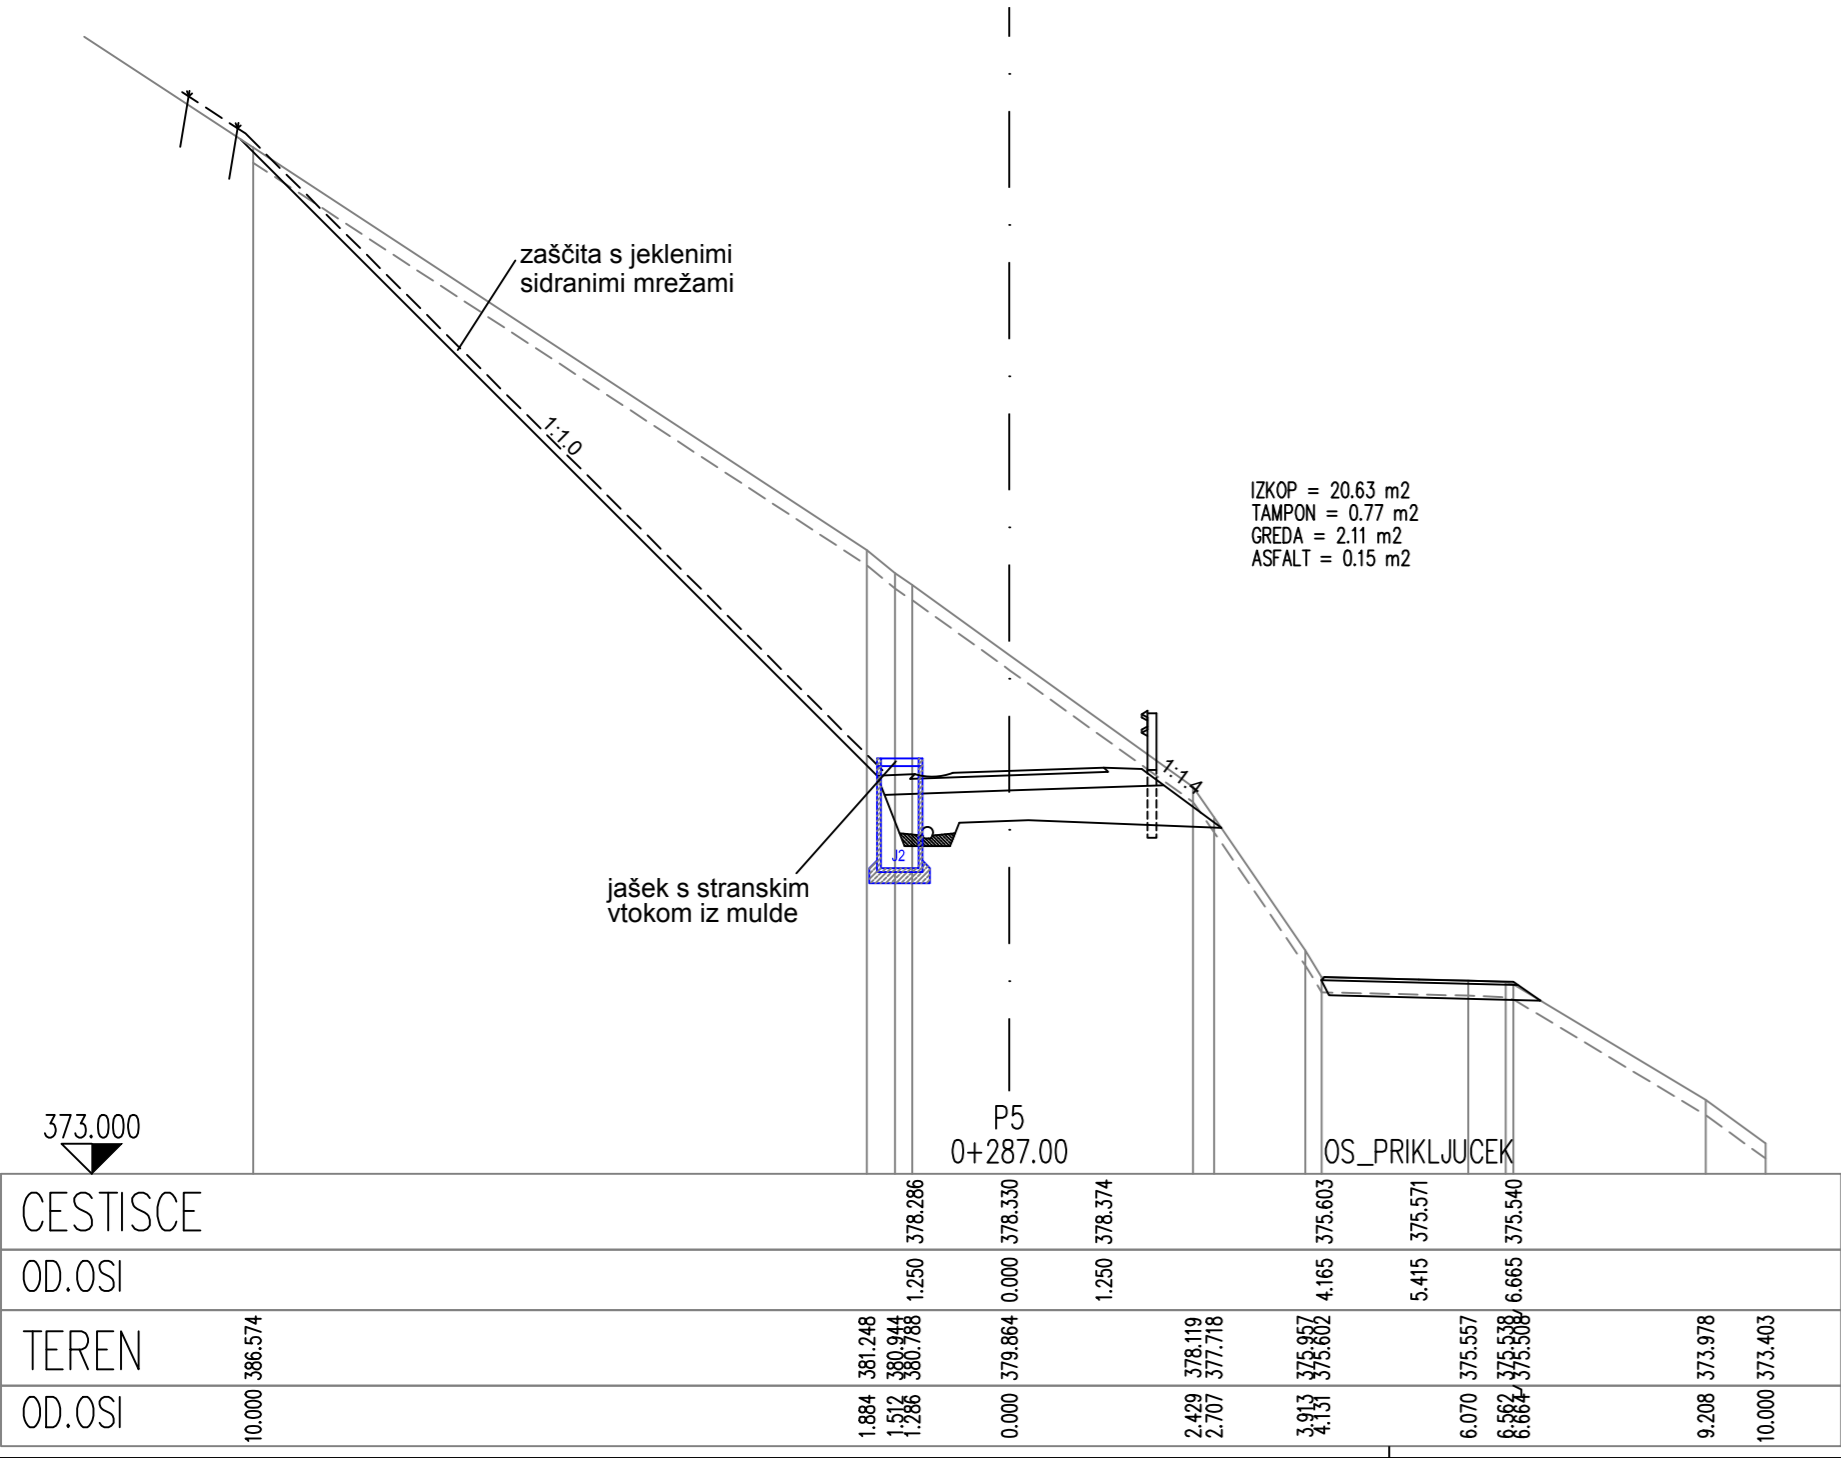 zaščita s jeklenimi
sidranimi mrežami
1:1.0
IZKOP = 20.63 m2
TAMPON = 0.77 m2
GREDA = 2.11 m2
ASFALT = 0.15 m2
1:1.4
J2
jašek s stranskim
vtokom iz mulde
373.000
P5
0+287.00
OS_PRIKLJUCEK
CESTISCE 378.286 378.330 378.374 375.603 375.571 375.540
OD.OSI 1.250 0.000 1.250 4.165 5.415 6.665
TEREN 386.574 381.248 380.944 380.788 379.864 378.119 377.718 375.957 375.602 375.557 375.538 375.508 373.978 373.403
OD.OSI 10.000 1.884 1.512 1.286 0.000 2.429 2.707 3.913 4.131 6.070 6.562 6.664 9.208 10.000